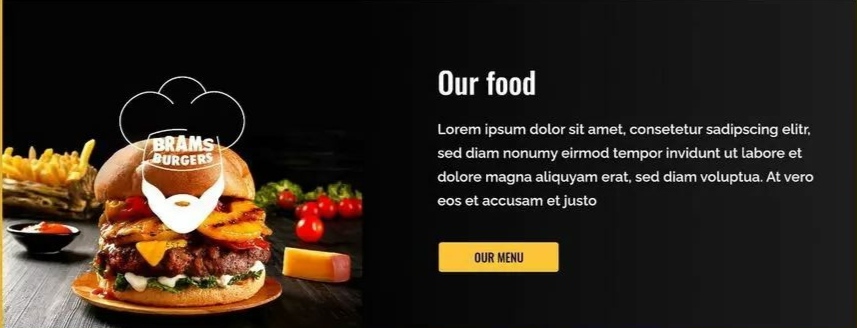 BRAMS
BURGERS
Our food
Lorem ipsum dolor sit amet, consetetur sadipscing elitr,
sed diam nonumy eirmod tempor invidunt ut labore et
dolore magna aliquyam erat, sed diam voluptua. At vero
eos et accusam et justo
OUR MENU